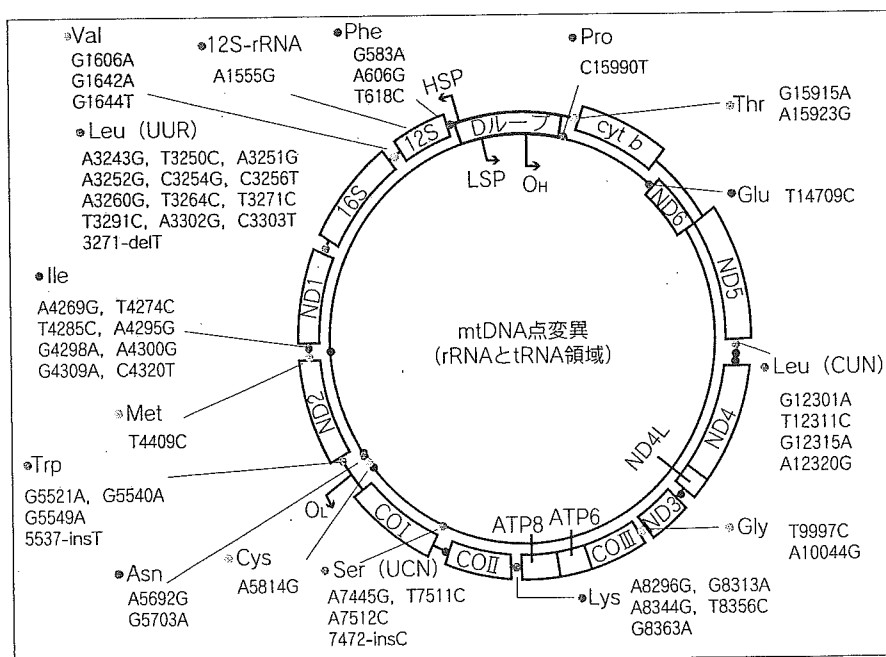 Val
G1606A
G1642A
G1644T
12S-rRNA
A1555G
Phe
G583A
A606G
T618C
Pro
C15990T
Thr
G15915A
A15923G
Glu T14709C
Leu (UUR)
A3243G, T3250C, A3251G
A3252G, C3254G, C3256T
A3260G, T3264C, T3271C
T3291C, A3302G, C3303T
3271-delT
Ile
A4269G, T4274C
T4285C, A4295G
G4298A, A4300G
G4309A, C4320T
Met
T4409C
Trp
G5521A, G5540A
G5549A
5537-insT
Asn
A5692G
G5703A
Cys
A5814G
Ser (UCN)
A7445G, T7511C
A7512C
7472-insC
Lys
A8296G, G8313A
A8344G, T8356C
G8363A
Gly
T9997C
A10044G
Leu (CUN)
G12301A
T12311C
G12315A
A12320G
HSP
Dループ
LSP
OH
cyt b
ND6
ND5
ND4
ND4L
ND3
COⅢ
ATP6
ATP8
COⅡ
COⅠ
OL
ND2
ND1
16S
12S
mtDNA点変異
(rRNAとtRNA領域)